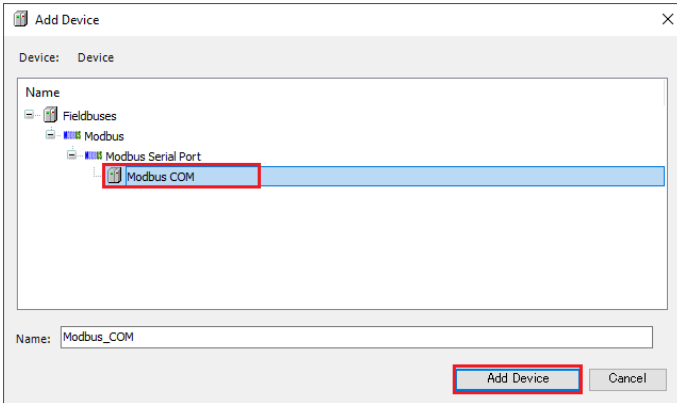 Add Device
Device: Device
Name
Fieldbuses
Modbus
Modbus Serial Port
Modbus COM
Name: Modbus_COM
Add Device Cancel